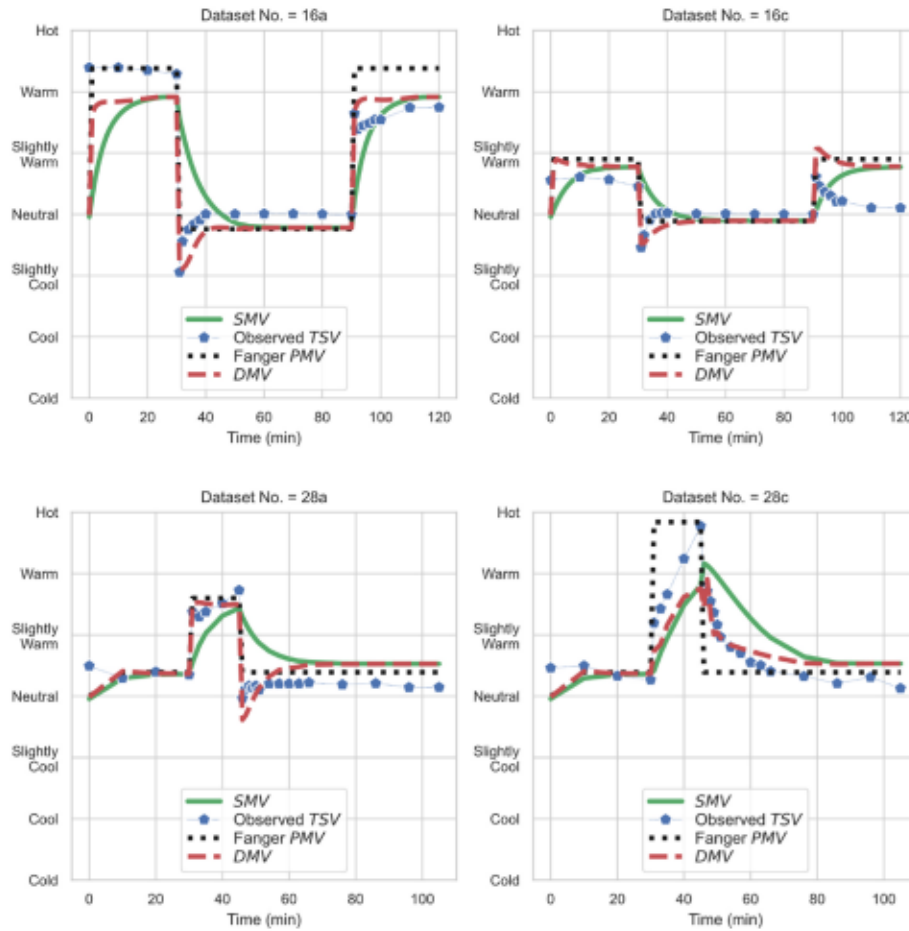 Dataset No. = 16a
Hot
Warm
Slightly
Warm
Neutral
Slightly
Cool
Cool
Cold
SMV
Observed TSV
Fanger PMV
DMV
0 20 40 60 80 100 120
Time (min)
Dataset No. = 16c
Hot
Warm
Slightly
Warm
Neutral
Slightly
Cool
Cool
Cold
SMV
Observed TSV
Fanger PMV
DMV
0 20 40 60 80 100 120
Time (min)
Dataset No. = 28a
Hot
Warm
Slightly
Warm
Neutral
Slightly
Cool
Cool
Cold
SMV
Observed TSV
Fanger PMV
DMV
0 20 40 60 80 100
Time (min)
Dataset No. = 28c
Hot
Warm
Slightly
Warm
Neutral
Slightly
Cool
Cool
Cold
SMV
Observed TSV
Fanger PMV
DMV
0 20 40 60 80 100
Time (min)